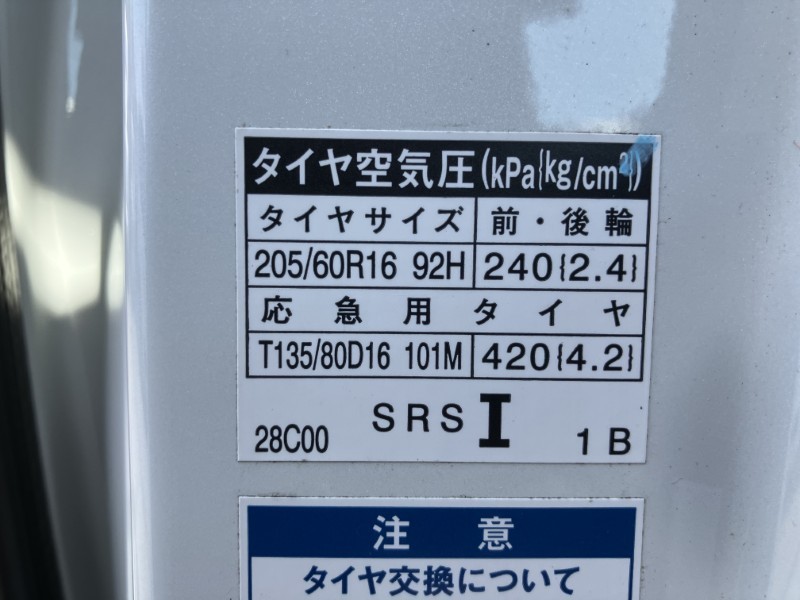 タイヤ空気圧(kPa{kg/cm²})
タイヤサイズ 前・後輪
205/60R16 92H 240{2.4}
応急用タイヤ
T135/80D16 101M 420{4.2}
28C00 SRS I 1B
注意
タイヤ交換について